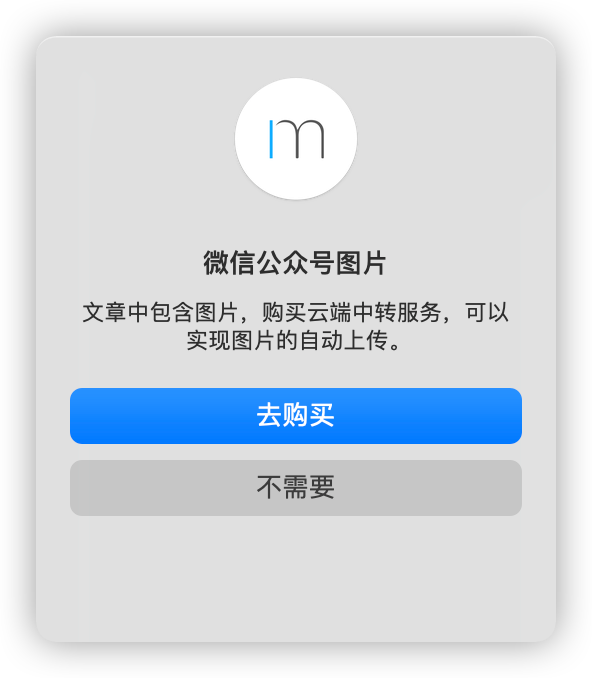 m
微信公众号图片
文章中包含图片，购买云端中转服务，可以
实现图片的自动上传。
去购买
不需要